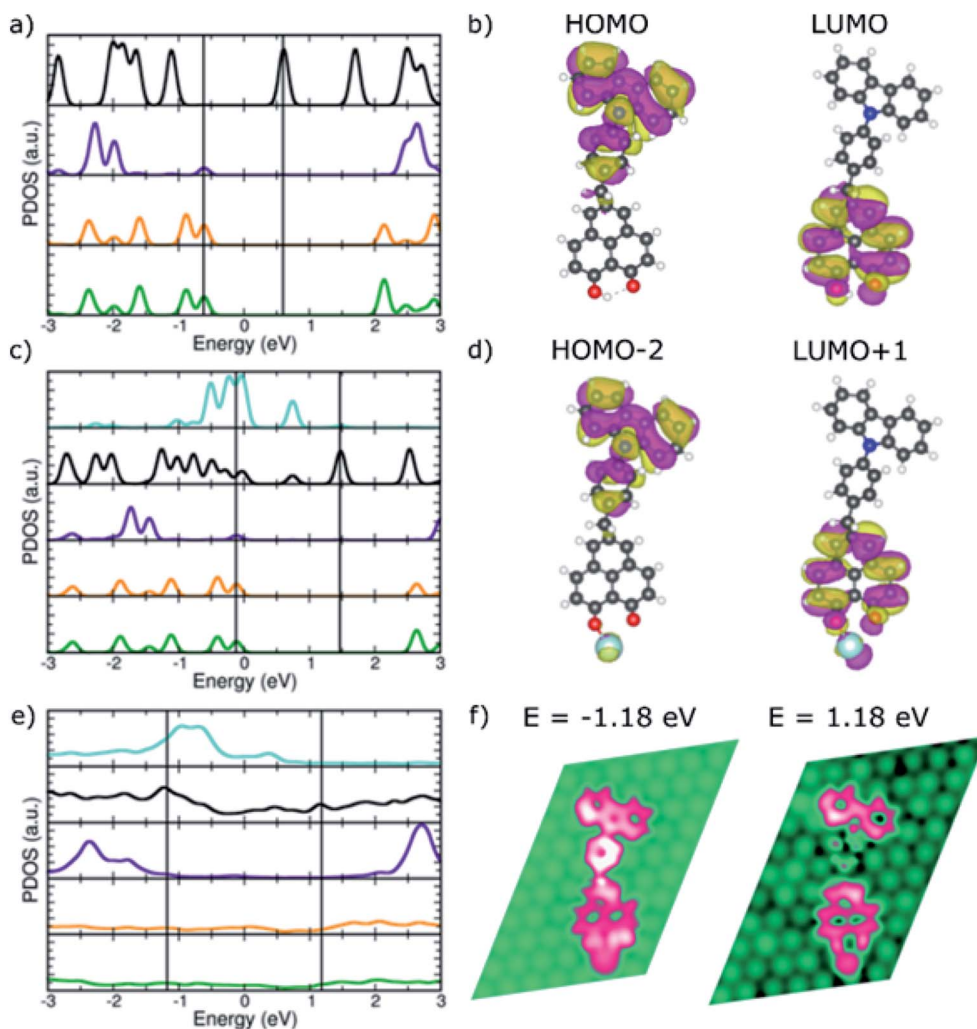 a)
PDOS (a.u.)
-3 -2 -1 0 1 2 3
Energy (eV)
b) HOMO LUMO
c)
PDOS (a.u.)
-3 -2 -1 0 1 2 3
Energy (eV)
d) HOMO-2 LUMO+1
e)
PDOS (a.u.)
-3 -2 -1 0 1 2 3
Energy (eV)
f) E = -1.18 eV E = 1.18 eV